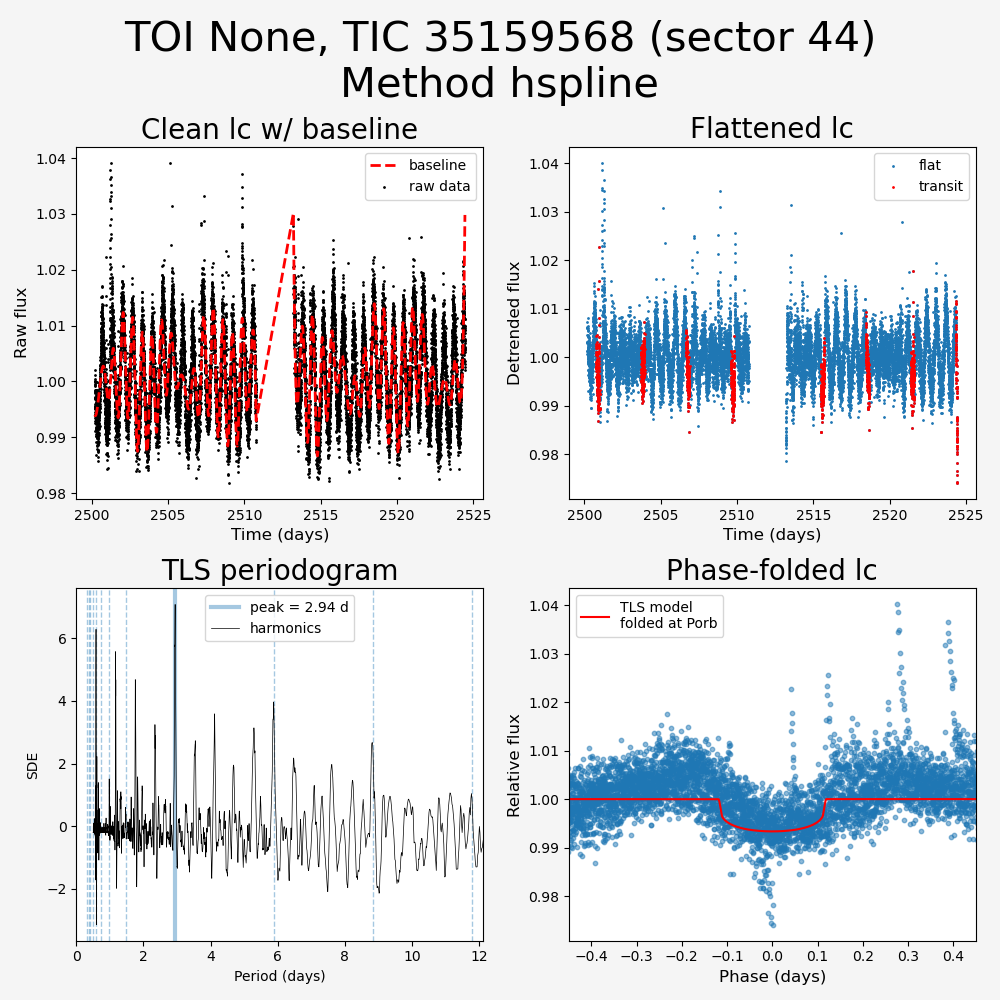 TOI None, TIC 35159568 (sector 44)
Method hspline
Clean lc w/ baseline
Raw flux
1.04
1.03
1.02
1.01
1.00
0.99
0.98
baseline
raw data
2500
2505
2510
2515
2520
2525
Time (days)
Flattened lc
Detrended flux
1.04
1.03
1.02
1.01
1.00
0.99
0.98
flat
transit
2500
2505
2510
2515
2520
2525
Time (days)
TLS periodogram
SDE
6
4
2
0
−2
peak = 2.94 d
harmonics
0
2
4
6
8
10
12
Period (days)
Phase-folded lc
Relative flux
1.04
1.03
1.02
1.01
1.00
0.99
0.98
TLS model
folded at Porb
−0.4
−0.3
−0.2
−0.1
0.0
0.1
0.2
0.3
0.4
Phase (days)